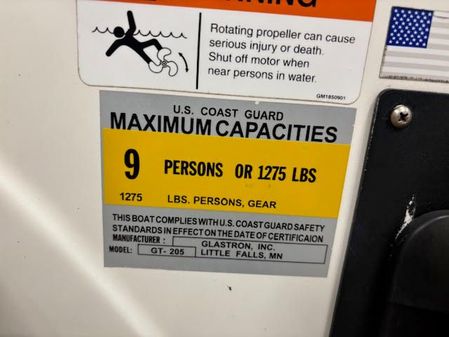 WARNING
Rotating propeller can cause
serious injury or death.
Shut off motor when
near persons in water.
GM1850901
U.S. COAST GUARD
MAXIMUM CAPACITIES
9 PERSONS OR 1275 LBS
1275 LBS. PERSONS, GEAR
THIS BOAT COMPLIES WITH U.S. COAST GUARD SAFETY
STANDARDS IN EFFECT ON THE DATE OF CERTIFICAION
MANUFACTURER : GLASTRON, INC.
MODEL: GT- 205 LITTLE FALLS, MN